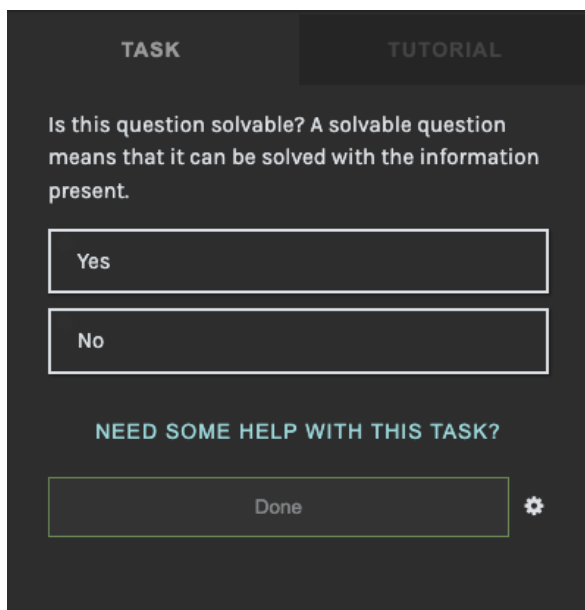 TASK
TUTORIAL
Is this question solvable? A solvable question
means that it can be solved with the information
present.
Yes
No
NEED SOME HELP WITH THIS TASK?
Done